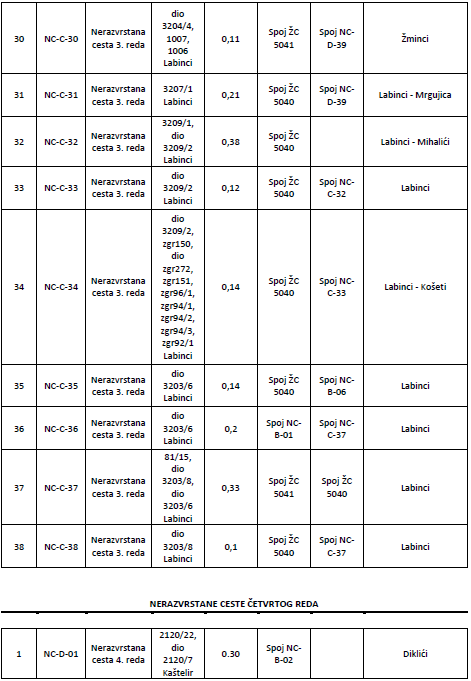 30 NC-C-30 Nerazvrstana cesta 3. reda dio 3204/4, 1007, 1006 Labinci 0,11 Spoj ŽC 5041 Spoj NC-D-39 Žminci
31 NC-C-31 Nerazvrstana cesta 3. reda 3207/1 Labinci 0,21 Spoj ŽC 5040 Spoj NC-D-39 Labinci - Mrgujica
32 NC-C-32 Nerazvrstana cesta 3. reda 3209/1, dio 3209/2 Labinci 0,38 Spoj ŽC 5040 Labinci - Mihalići
33 NC-C-33 Nerazvrstana cesta 3. reda dio 3209/2 Labinci 0,12 Spoj ŽC 5040 Spoj NC-C-32 Labinci
34 NC-C-34 Nerazvrstana cesta 3. reda dio 3209/2, zgr150, dio zgr272, zgr151, zgr96/1, zgr94/1, zgr94/2, zgr94/3, zgr92/1 Labinci 0,14 Spoj ŽC 5040 Spoj NC-C-33 Labinci - Košeti
35 NC-C-35 Nerazvrstana cesta 3. reda dio 3203/6 Labinci 0,14 Spoj ŽC 5040 Spoj NC-B-06 Labinci
36 NC-C-36 Nerazvrstana cesta 3. reda dio 3203/6 Labinci 0,2 Spoj NC-B-01 Spoj NC-C-37 Labinci
37 NC-C-37 Nerazvrstana cesta 3. reda 81/15, dio 3203/8, dio 3203/6 Labinci 0,33 Spoj ŽC 5041 Spoj ŽC 5040 Labinci
38 NC-C-38 Nerazvrstana cesta 3. reda dio 3203/8 Labinci 0,1 Spoj ŽC 5040 Spoj NC-C-37 Labinci
NERAZVRSTANE CESTE ČETVRTOG REDA
1 NC-D-01 Nerazvrstana cesta 4. reda 2120/22, dio 2120/7 Kaštelir 0.30 Spoj NC-B-02 Diklići